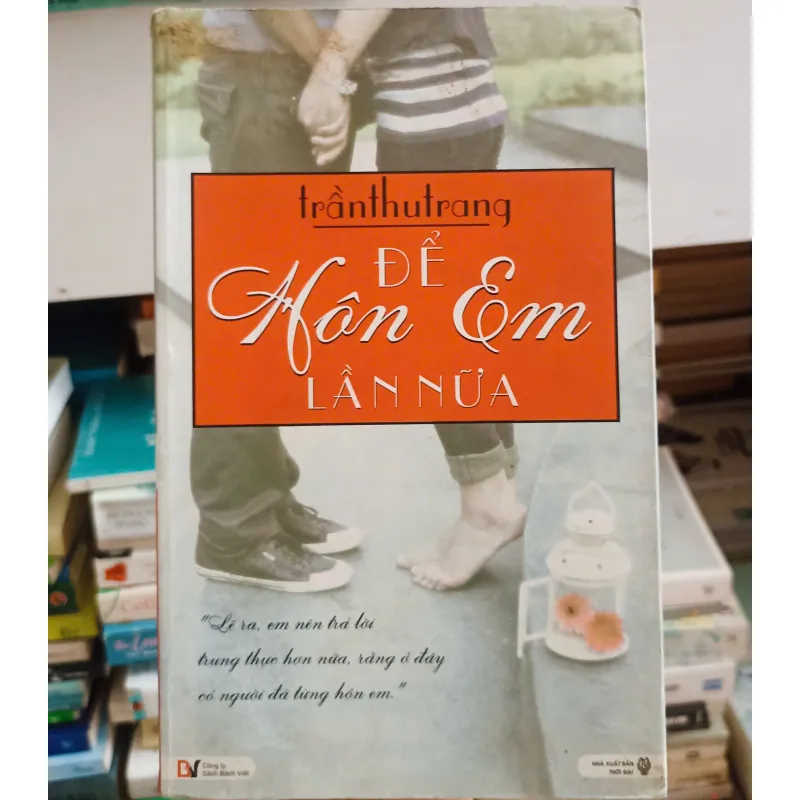 trầnthutrang
ĐỂ
Hôn Em
LẦN NỮA
"Lẽ ra, em nên trả lời
trung thực hơn nữa, rằng ở đây
có người đã từng hôn em."
BV
Công ty
Sách Bách Việt
NHÀ XUẤT BẢN
THỜI ĐẠI